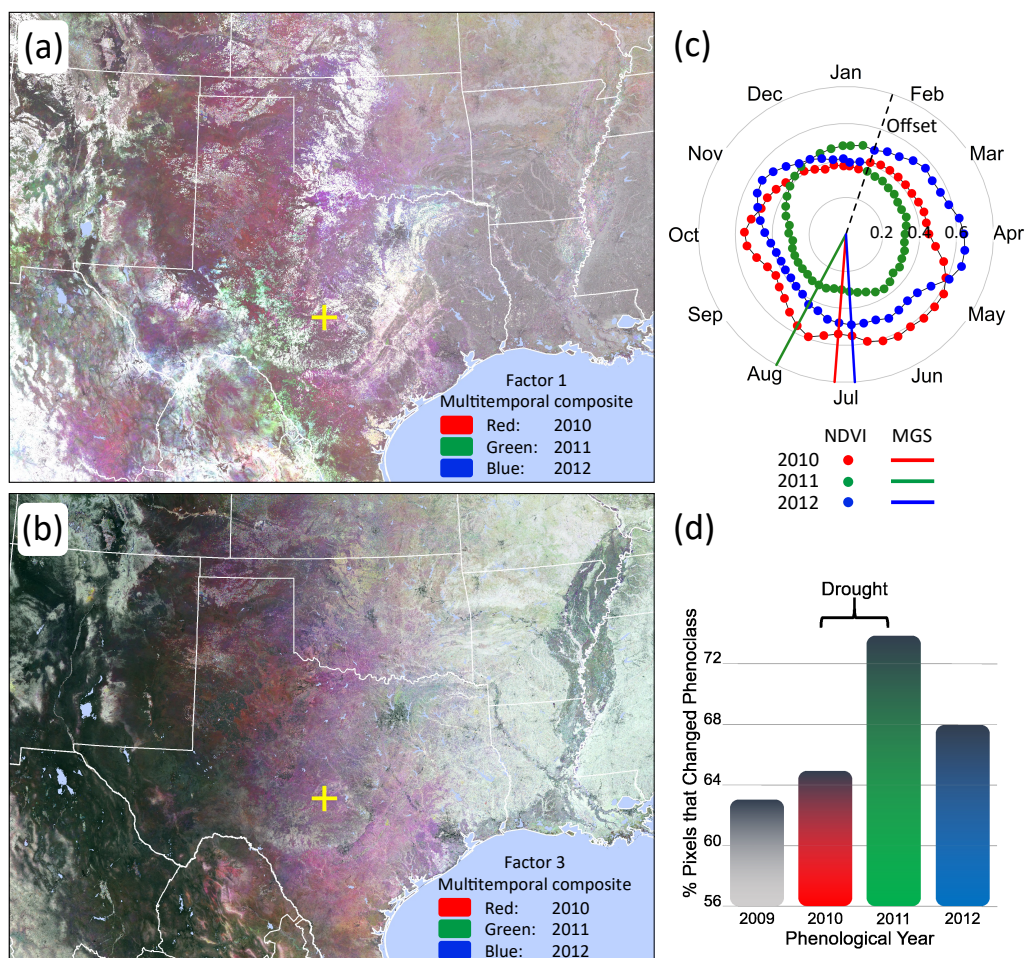 (a)
Factor 1
Multitemporal composite
Red: 2010
Green: 2011
Blue: 2012
(b)
Factor 3
Multitemporal composite
Red: 2010
Green: 2011
Blue: 2012
(c)
Jan
Dec
Feb
Offset
Nov
Mar
Oct
0.2
0.4
0.6
Apr
Sep
May
Aug
Jun
Jul
NDVI MGS
2010
2011
2012
(d)
Drought
72
68
64
60
56
% Pixels that Changed Phenoclass
2009 2010 2011 2012
Phenological Year